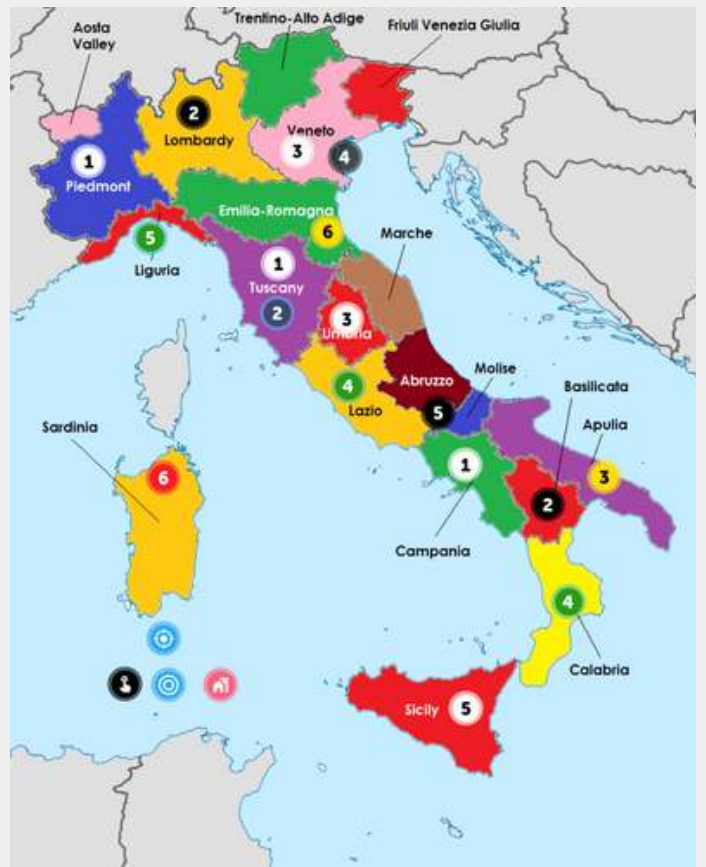 Trentino-Alto Adige
Friuli Venezia Giulia
Aosta
Valley
2
Lombardy
Veneto
1
3
4
Piedmont
Emilia-Romagna
5
6
Marche
Liguria
1
Tuscany
2
3
Umbria
4
Abruzzo
Molise
Basilicata
Lazio
5
Apulia
Sardinia
1
6
3
2
Campania
4
Calabria
Sicily
5